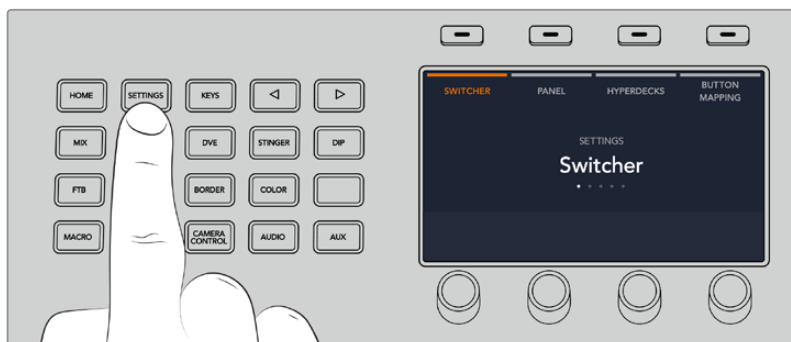 HOME
SETTINGS
KEYS
MIX
DVE
STINGER
DIP
FTB
BORDER
COLOR
MACRO
CAMERA
CONTROL
AUDIO
AUX
SWITCHER
PANEL
HYPERDECKS
BUTTON
MAPPING
SETTINGS
Switcher